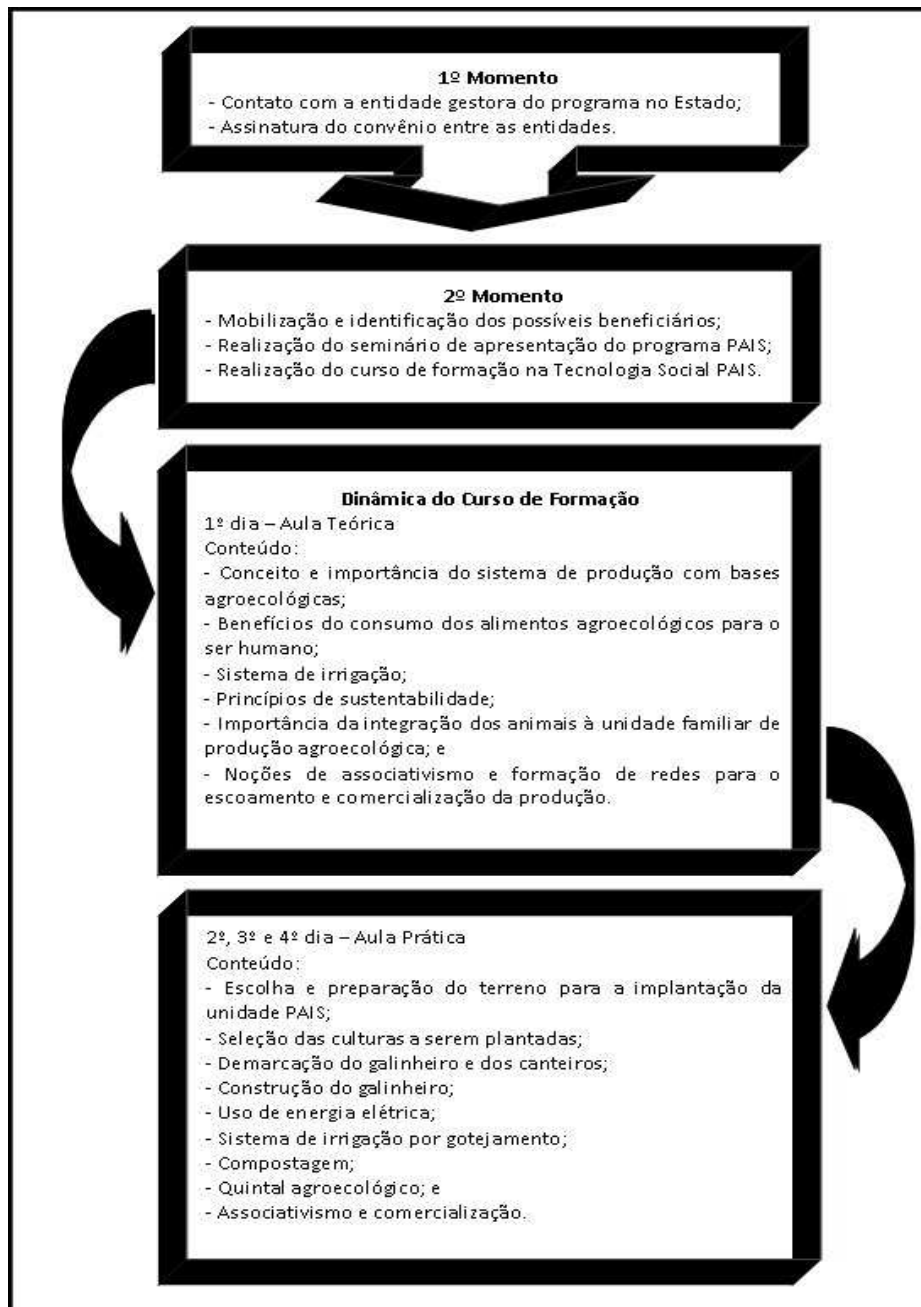 1º Momento
- Contato com a entidade gestora do programa no Estado;
- Assinatura do convênio entre as entidades.
2º Momento
- Mobilização e identificação dos possíveis beneficiários;
- Realização do seminário de apresentação do programa PAIS;
- Realização do curso de formação na Tecnologia Social PAIS.
Dinâmica do Curso de Formação
1º dia – Aula Teórica
Conteúdo:
- Conceito e importância do sistema de produção com bases
agroecológicas;
- Benefícios do consumo dos alimentos agroecológicos para o
ser humano;
- Sistema de irrigação;
- Princípios de sustentabilidade;
- Importância da integração dos animais à unidade familiar de
produção agroecológica; e
- Noções de associativismo e formação de redes para o
escoamento e comercialização da produção.
2º, 3º e 4º dia – Aula Prática
Conteúdo:
- Escolha e preparação do terreno para a implantação da
unidade PAIS;
- Seleção das culturas a serem plantadas;
- Demarcação do galinheiro e dos canteiros;
- Construção do galinheiro;
- Uso de energia elétrica;
- Sistema de irrigação por gotejamento;
- Compostagem;
- Quintal agroecológico; e
- Associativismo e comercialização.